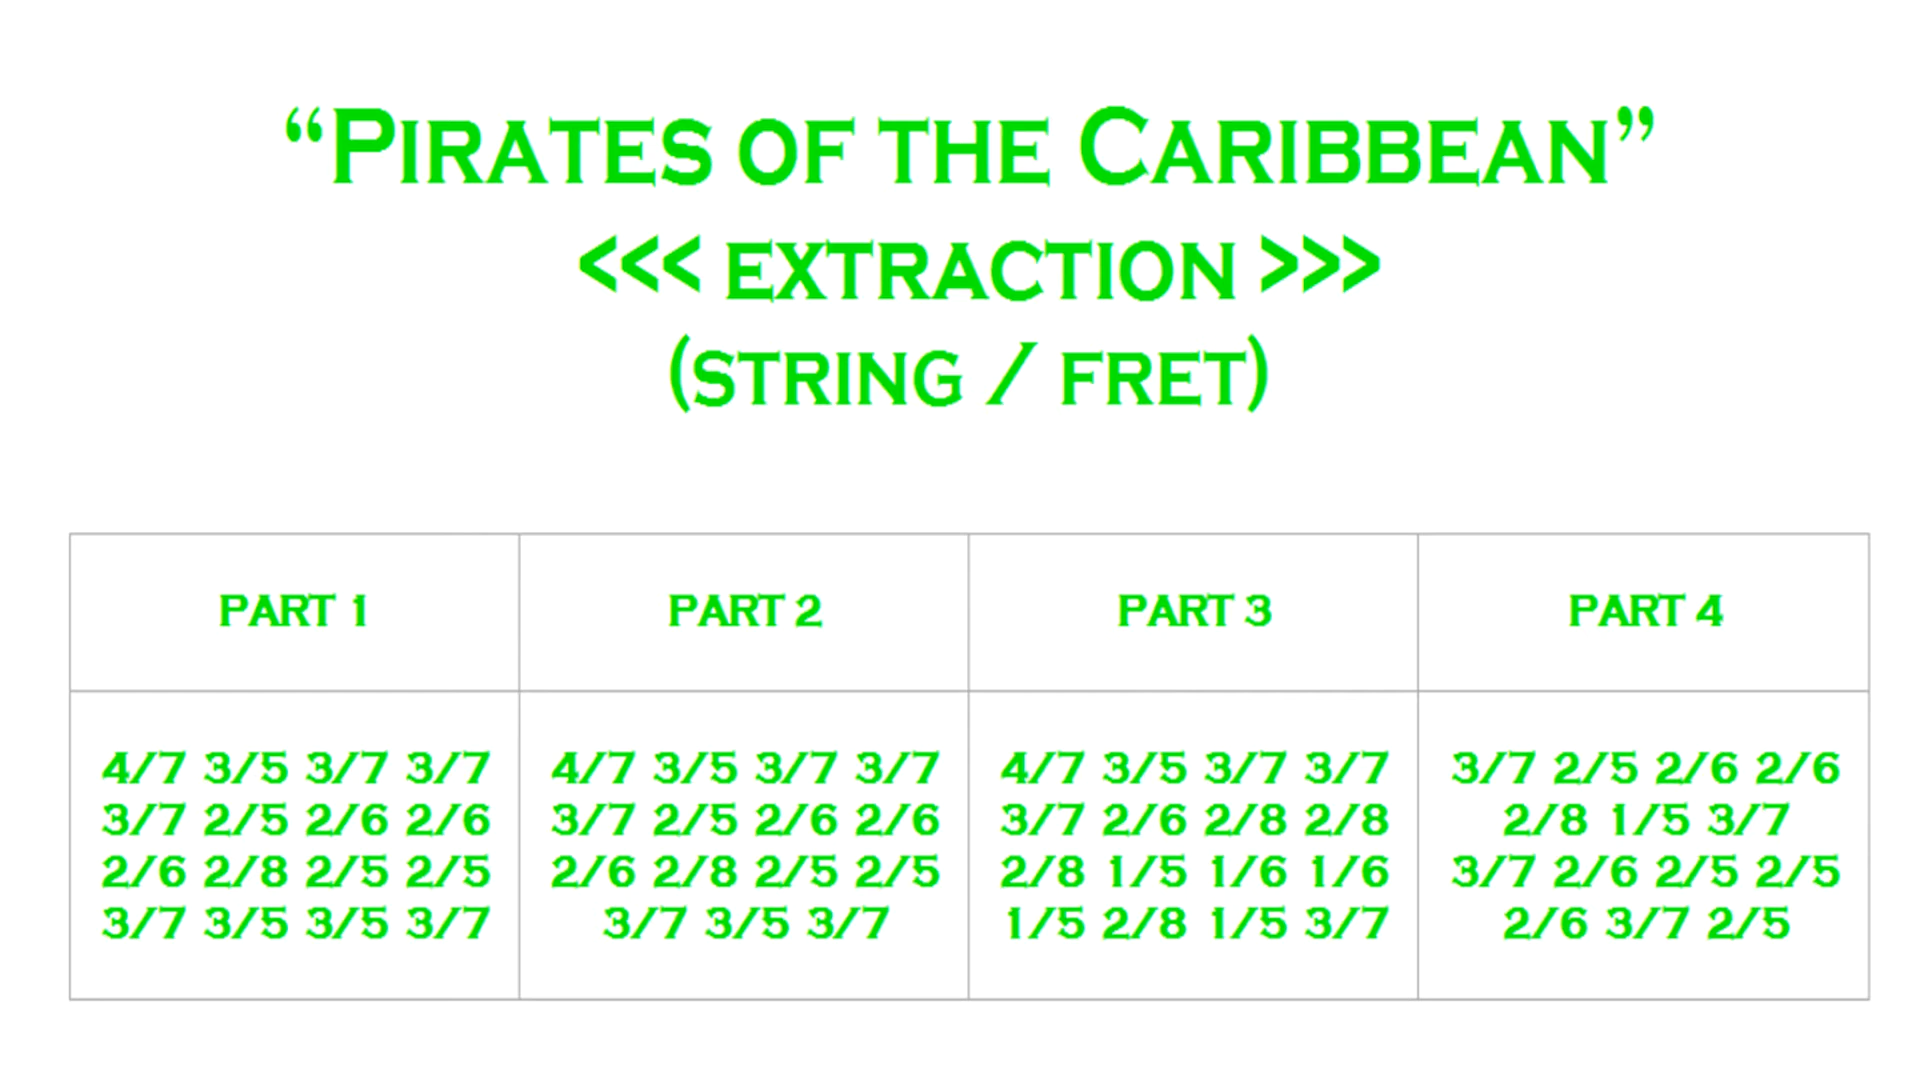 “Pirates of the Caribbean”
<<< extraction >>>
(string / fret)
PART 1
4/7 3/5 3/7 3/7
3/7 2/5 2/6 2/6
2/6 2/8 2/5 2/5
3/7 3/5 3/5 3/7
PART 2
4/7 3/5 3/7 3/7
3/7 2/5 2/6 2/6
2/6 2/8 2/5 2/5
3/7 3/5 3/7
PART 3
4/7 3/5 3/7 3/7
3/7 2/6 2/8 2/8
2/8 1/5 1/6 1/6
1/5 2/8 1/5 3/7
PART 4
3/7 2/5 2/6 2/6
2/8 1/5 3/7
3/7 2/6 2/5 2/5
2/6 3/7 2/5